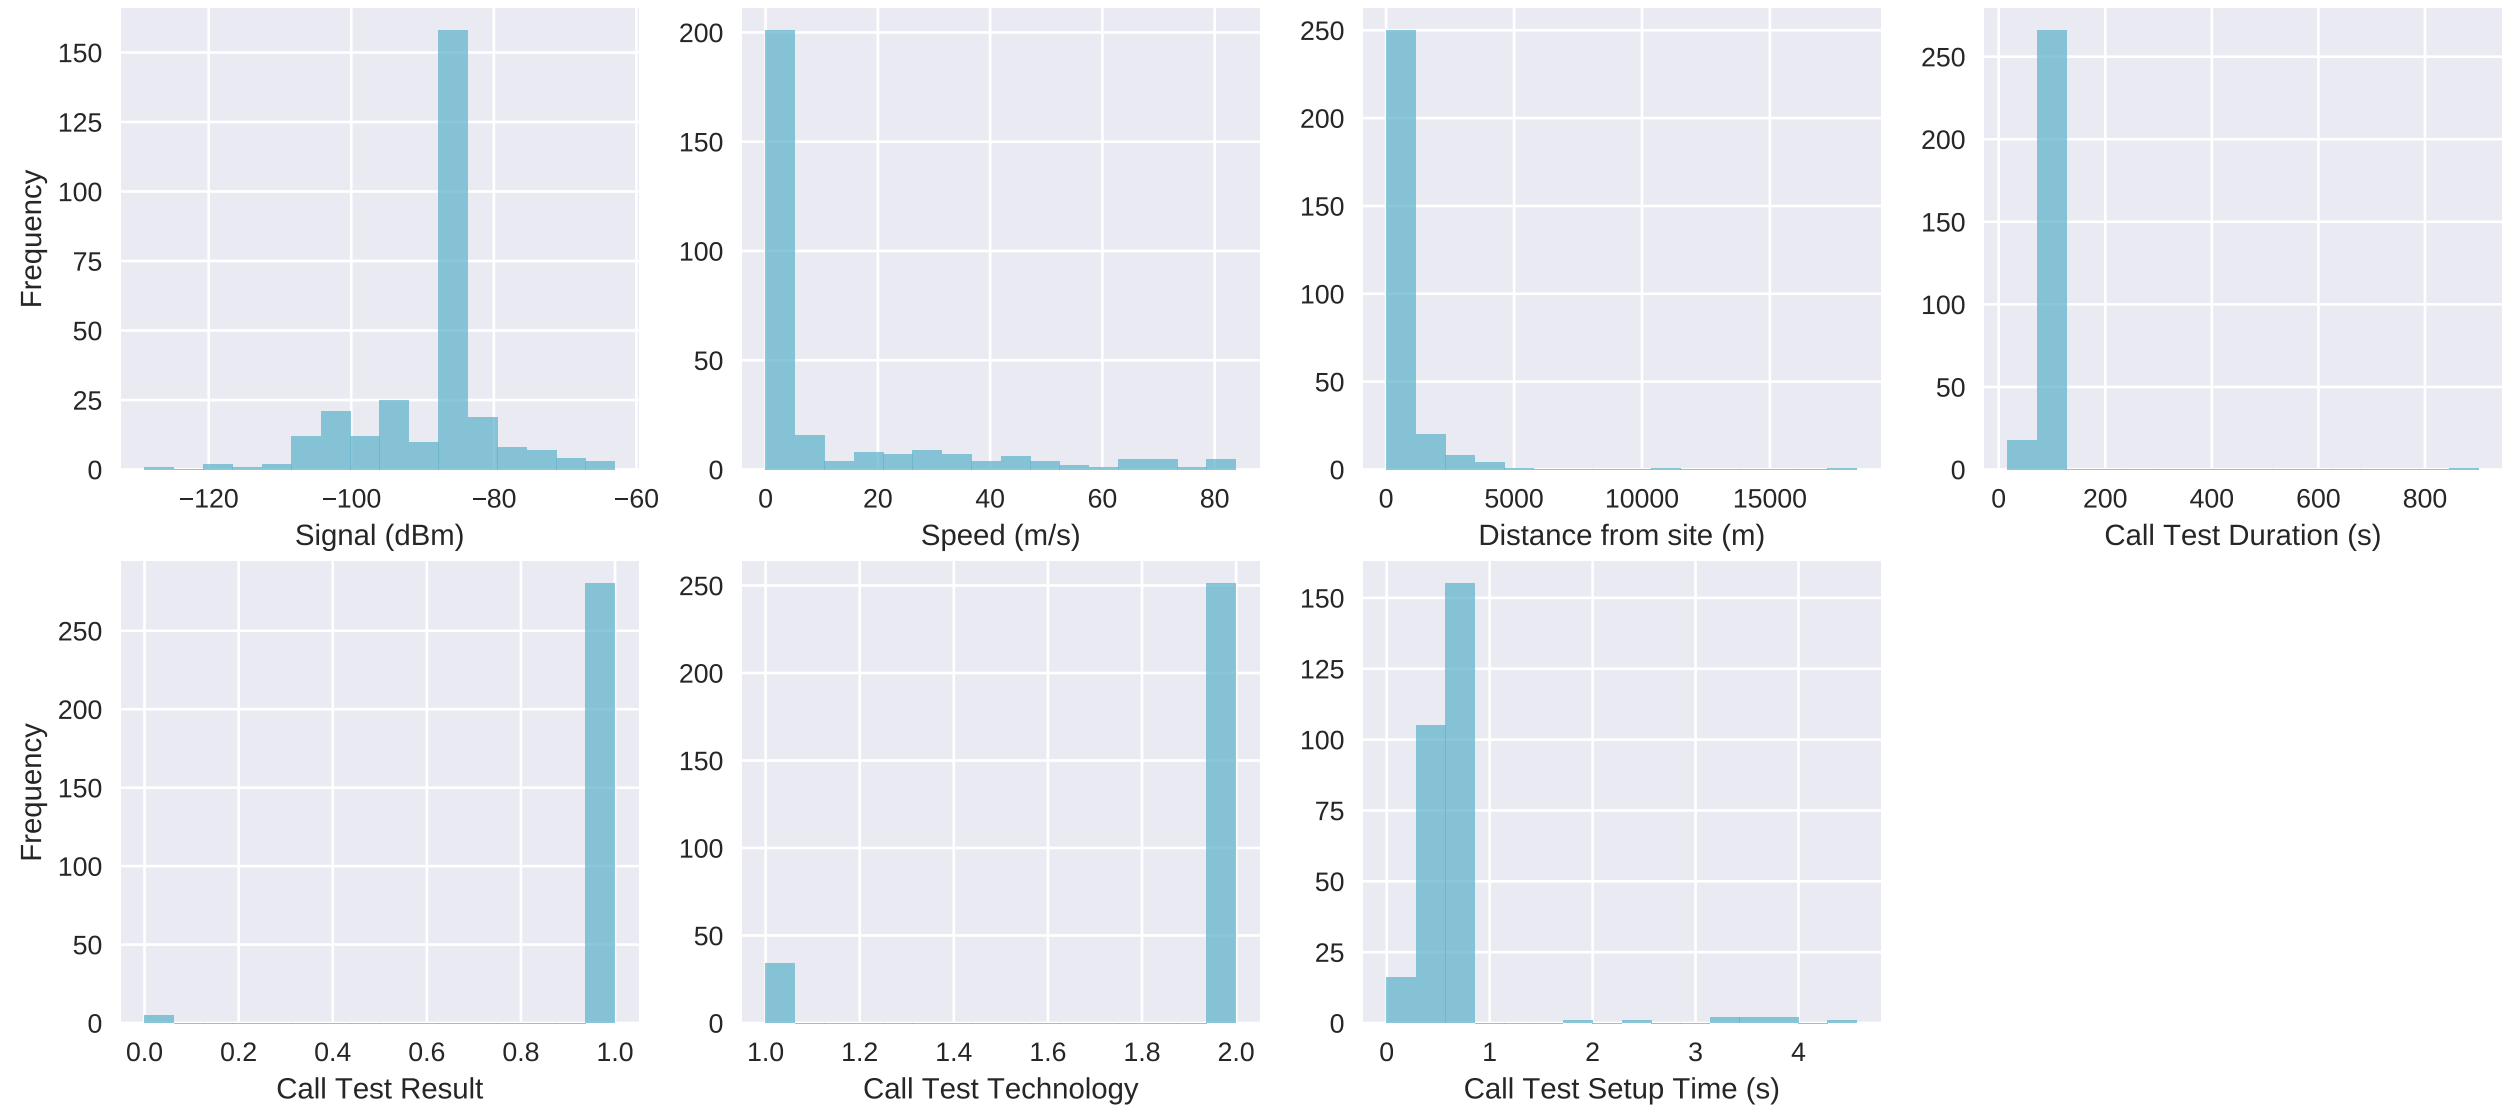 Frequency
150
125
100
75
50
25
0
−120 −100 −80 −60
Signal (dBm)
200
150
100
50
0
0 20 40 60 80
Speed (m/s)
250
200
150
100
50
0
0 5000 10000 15000
Distance from site (m)
250
200
150
100
50
0
0 200 400 600 800
Call Test Duration (s)
Frequency
250
200
150
100
50
0
0.0 0.2 0.4 0.6 0.8 1.0
Call Test Result
250
200
150
100
50
0
1.0 1.2 1.4 1.6 1.8 2.0
Call Test Technology
150
125
100
75
50
25
0
0 1 2 3 4
Call Test Setup Time (s)